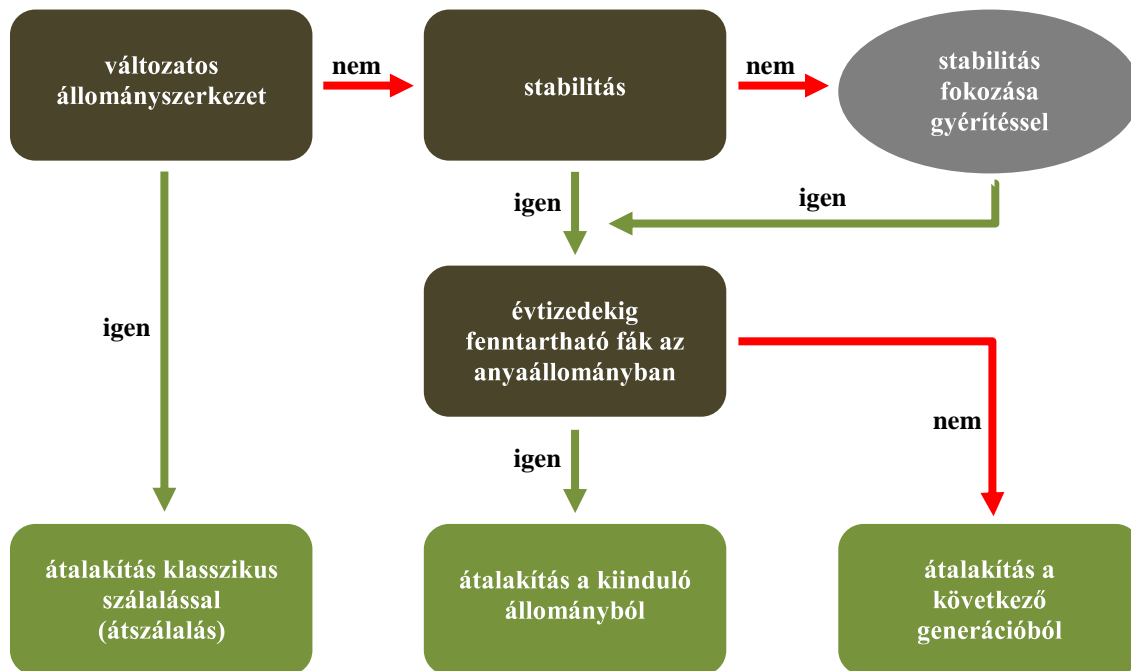 változatos
állományszerkezet
nem
stabilitás
nem
stabilitás
fokozása
gyérítéssel
igen
igen
igen
évtizedekig
fenntartható fák az
anyaállományban
nem
igen
átalakítás klasszikus
szálalással
(átszálalás)
átalakítás a kiinduló
állományból
átalakítás a
következő
generációból